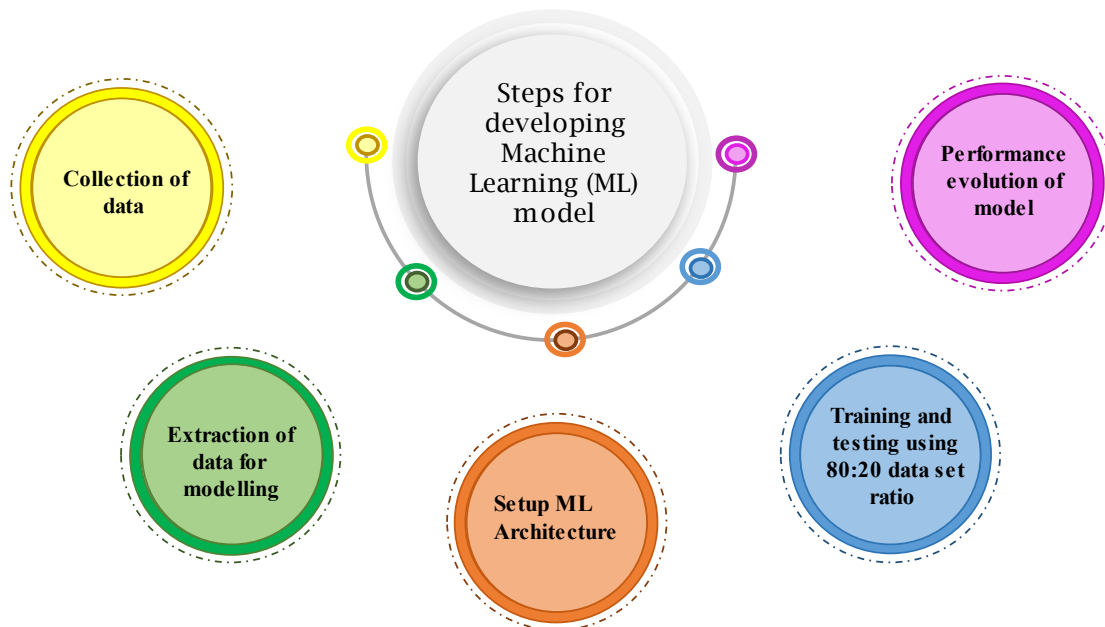 Steps for
developing
Machine
Learning (ML)
model
Collection of
data
Extraction of
data for
modelling
Setup ML
Architecture
Training and
testing using
80:20 data set
ratio
Performance
evolution of
model